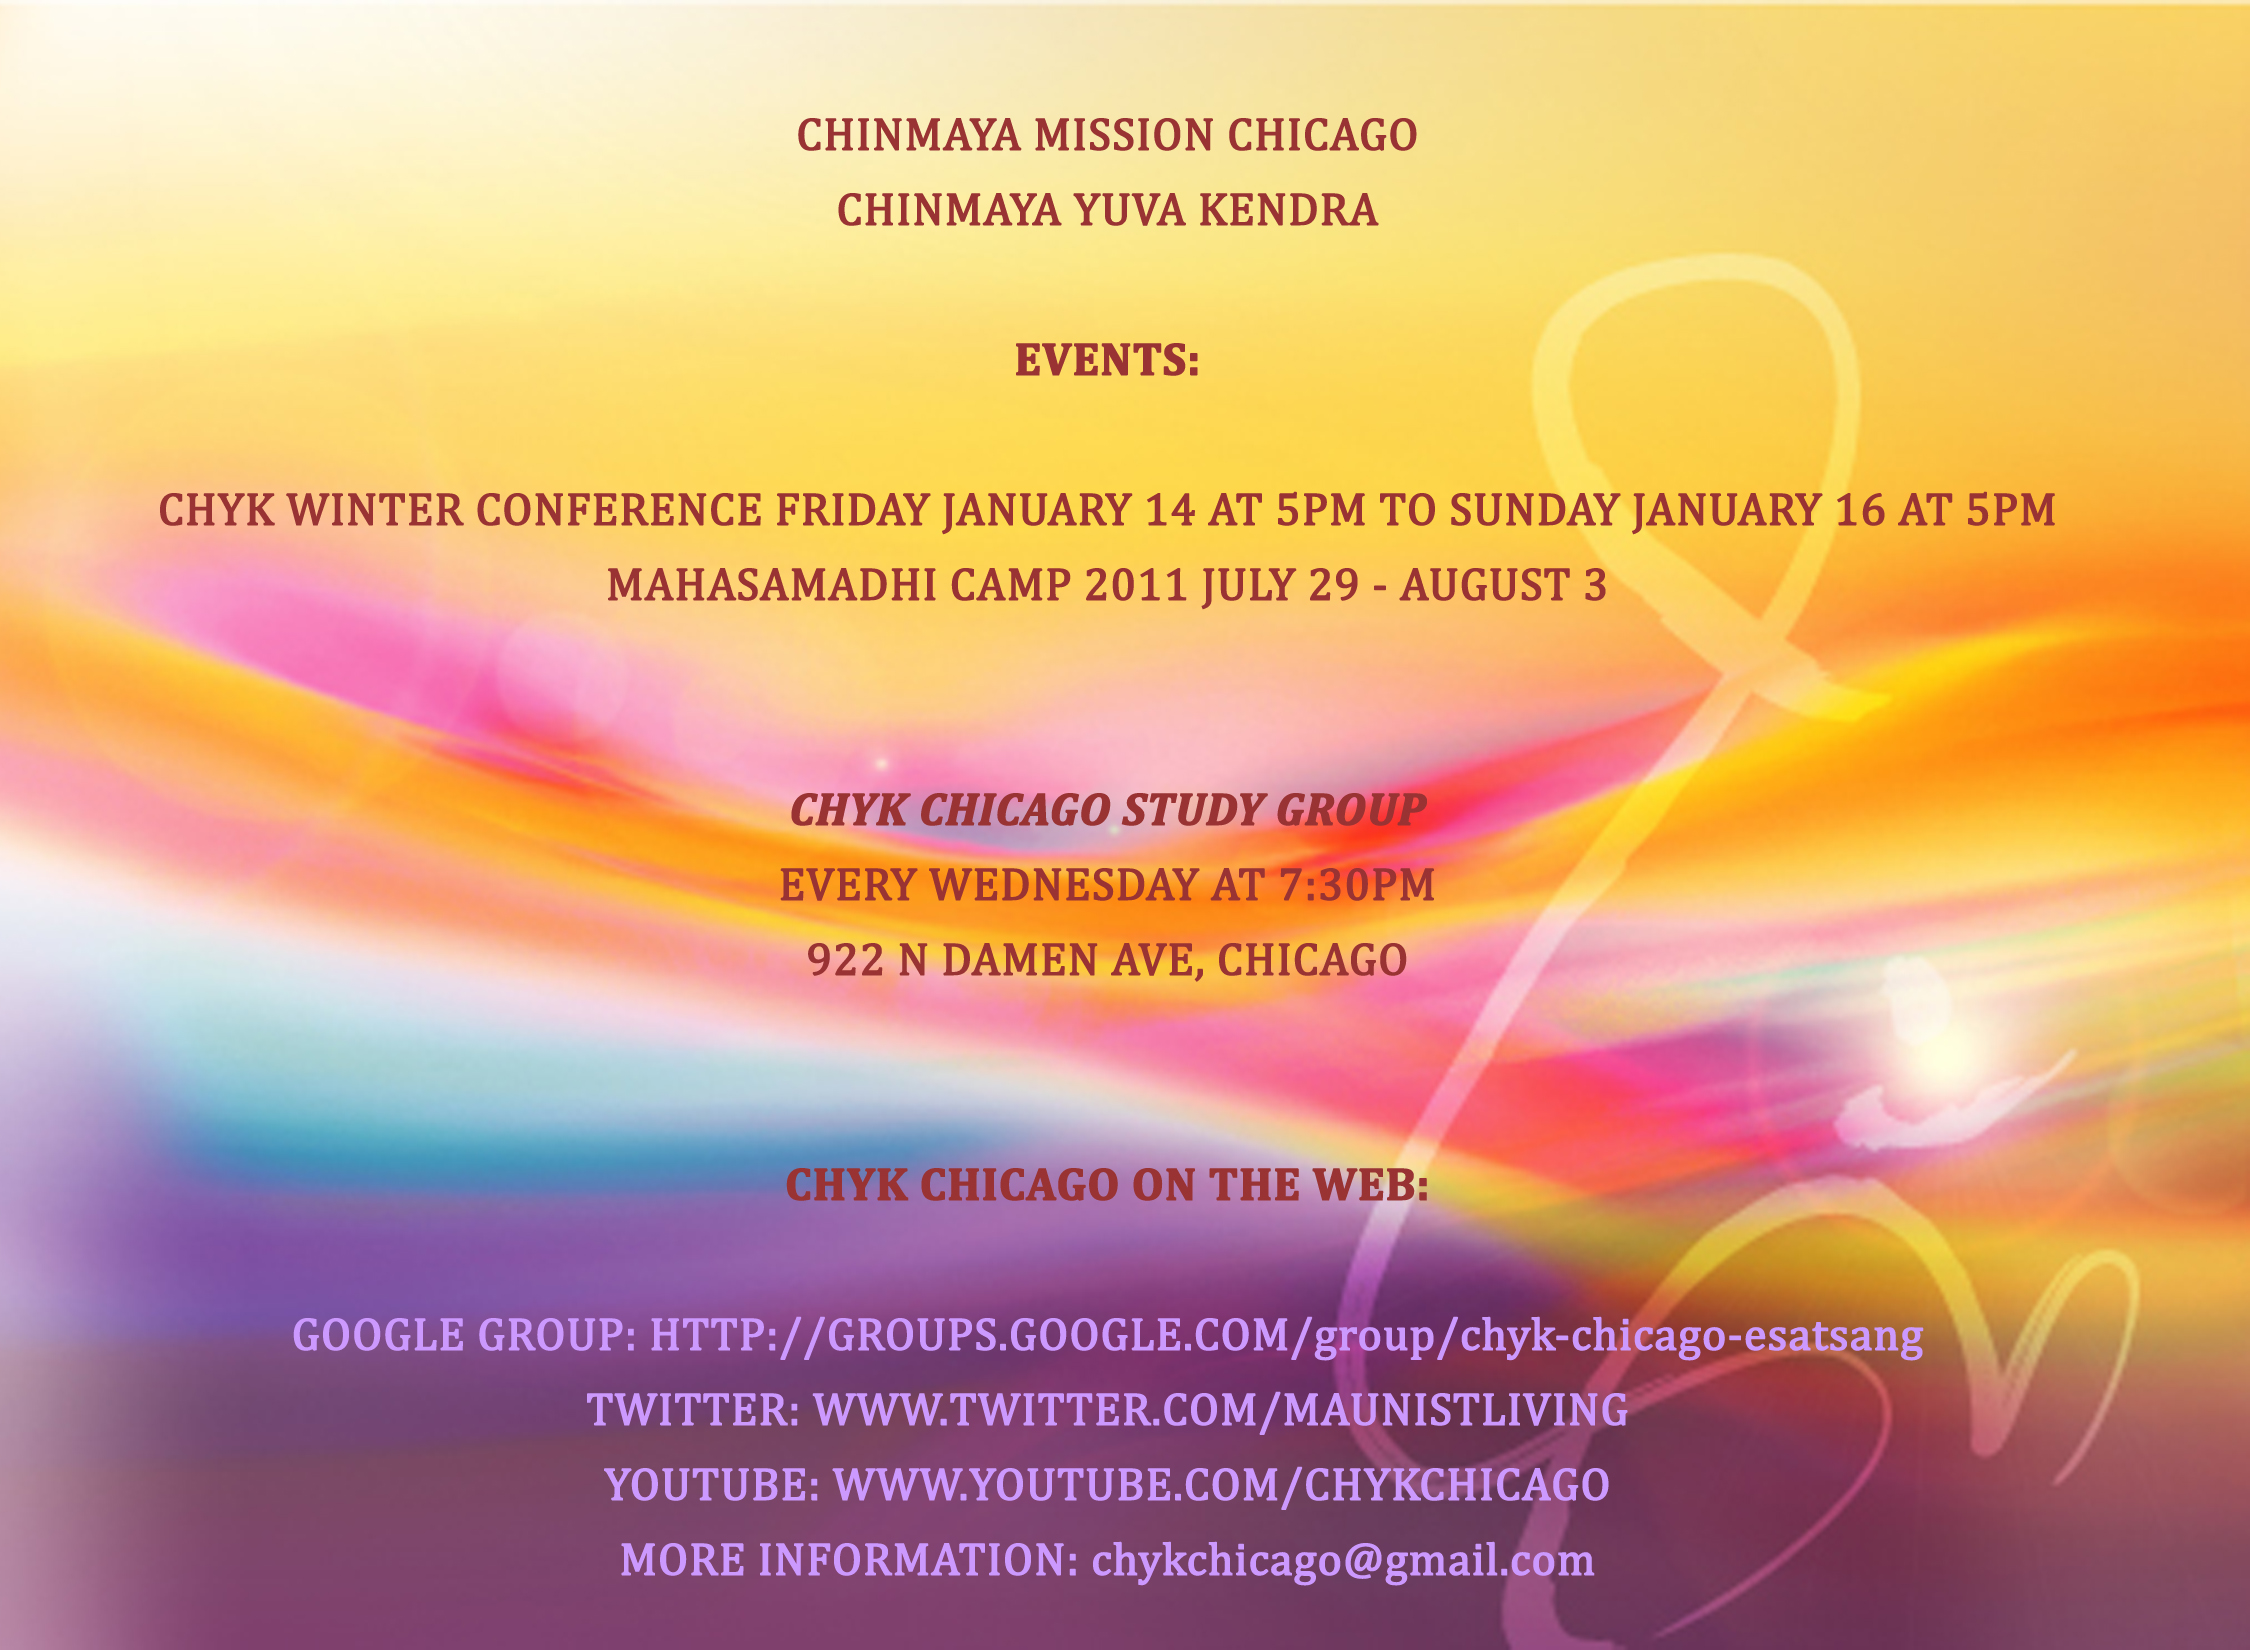 CHINMAYA MISSION CHICAGO
CHINMAYA YUVA KENDRA
EVENTS:
CHYK WINTER CONFERENCE FRIDAY JANUARY 14 AT 5PM TO SUNDAY JANUARY 16 AT 5PM
MAHASAMADHI CAMP 2011 JULY 29 - AUGUST 3
CHYK CHICAGO STUDY GROUP
EVERY WEDNESDAY AT 7:30PM
922 N DAMEN AVE, CHICAGO
CHYK CHICAGO ON THE WEB:
GOOGLE GROUP: HTTP://GROUPS.GOOGLE.COM/group/chyk-chicago-esatsang
TWITTER: WWW.TWITTER.COM/MAUNISTLIVING
YOUTUBE: WWW.YOUTUBE.COM/CHYKCHICAGO
MORE INFORMATION: chykchicago@gmail.com